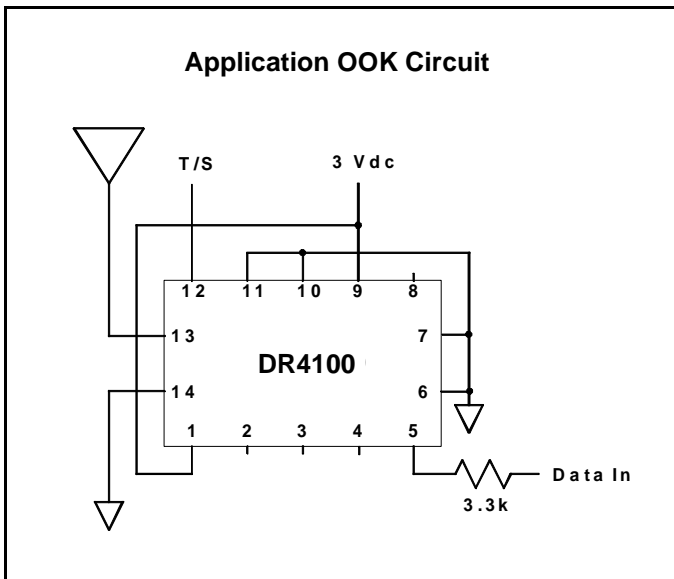 Application OOK Circuit
T/S
3 Vdc
12 11 10 9 8
13
7
DR4100
14
6
1 2 3 4 5
Data In
3.3k